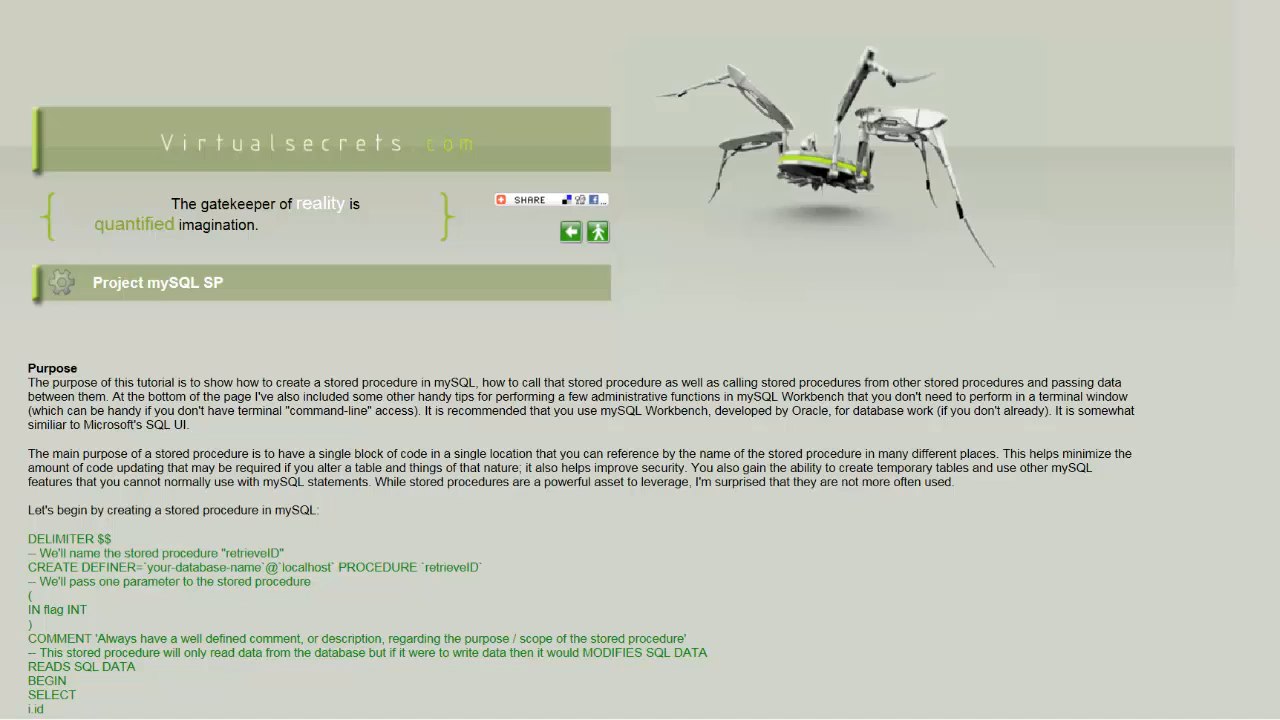 Virtualsecrets.com
The gatekeeper of reality is
quantified imagination.
SHARE
Project mySQL SP
Purpose
The purpose of this tutorial is to show how to create a stored procedure in mySQL, how to call that stored procedure as well as calling stored procedures from other stored procedures and passing data
between them. At the bottom of the page I've also included some other handy tips for performing a few administrative functions in mySQL Workbench that you don't need to perform in a terminal window
(which can be handy if you don't have terminal "command-line" access). It is recommended that you use mySQL Workbench, developed by Oracle, for database work (if you don't already). It is somewhat
similiar to Microsoft's SQL UI.
The main purpose of a stored procedure is to have a single block of code in a single location that you can reference by the name of the stored procedure in many different places. This helps minimize the
amount of code updating that may be required if you alter a table and things of that nature; it also helps improve security. You also gain the ability to create temporary tables and use other mySQL
features that you cannot normally use with mySQL statements. While stored procedures are a powerful asset to leverage, I'm surprised that they are not more often used.
Let's begin by creating a stored procedure in mySQL:
DELIMITER $$
-- We'll name the stored procedure "retrieveID"
CREATE DEFINER=`your-database-name`@`localhost` PROCEDURE `retrieveID`
-- We'll pass one parameter to the stored procedure
(
IN flag INT
)
COMMENT 'Always have a well defined comment, or description, regarding the purpose / scope of the stored procedure'
-- This stored procedure will only read data from the database but if it were to write data then it would MODIFIES SQL DATA
READS SQL DATA
BEGIN
SELECT
i.id